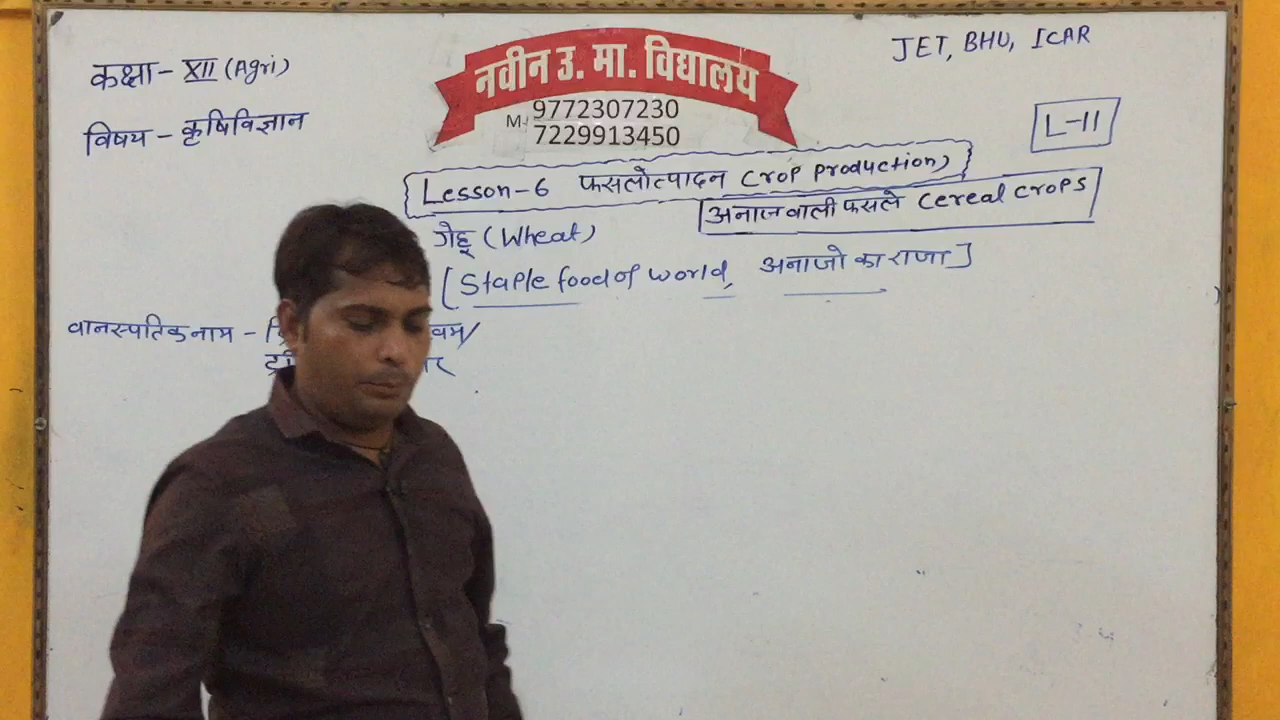 कक्षा - XII (Agri)
विषय - कृषि विज्ञान
नवीन उ. मा. विद्यालय
M. 9772307230
7229913450
JET, BHU, ICAR
L-11
Lesson-6 फसलोत्पादन Crop Production)
अनाज वाली फसले Cereal Crops
गेहू (Wheat)
[Staple food of world, अनाजो का राजा]
वानस्पतिक नाम -